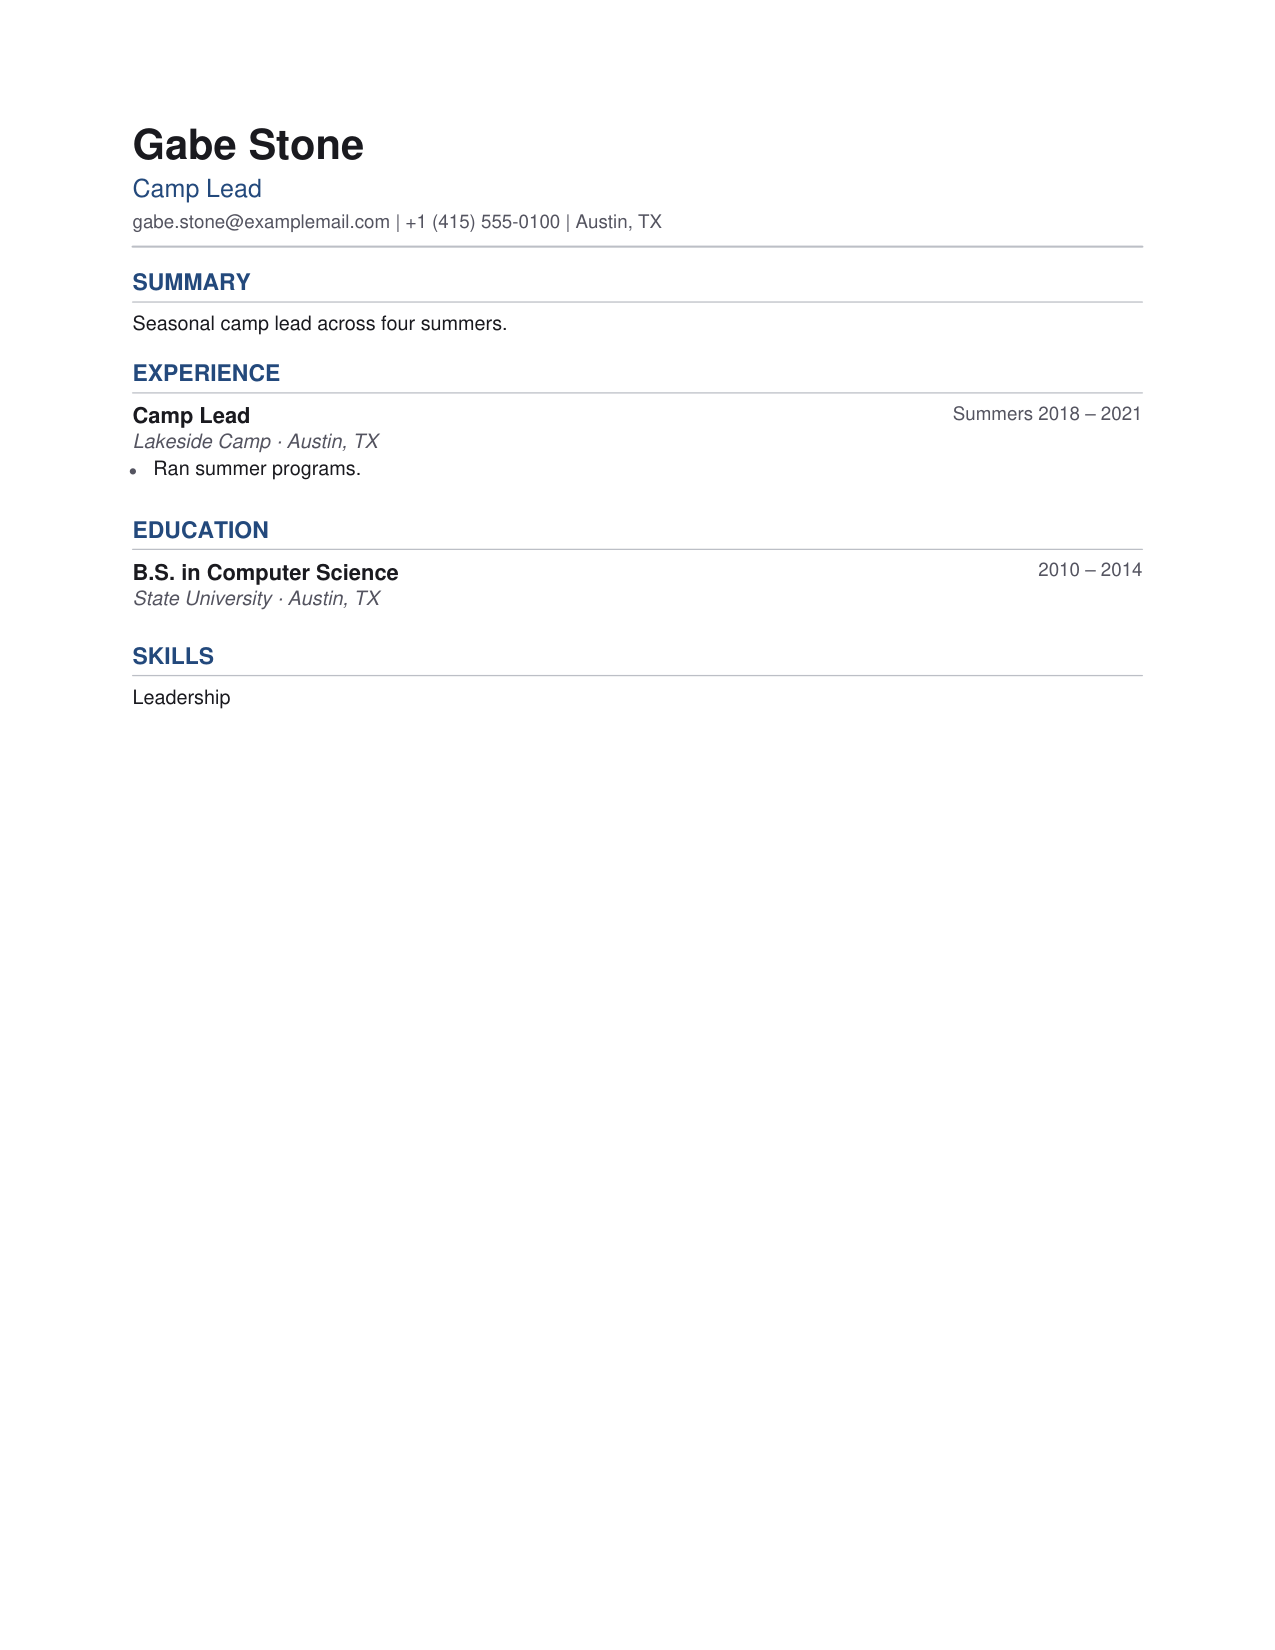 Gabe Stone
Camp Lead
gabe.stone@examplemail.com | +1 (415) 555-0100 | Austin, TX
SUMMARY
Seasonal camp lead across four summers.
EXPERIENCE
Camp Lead Summers 2018 – 2021
Lakeside Camp · Austin, TX
• Ran summer programs.
EDUCATION
B.S. in Computer Science 2010 – 2014
State University · Austin, TX
SKILLS
Leadership